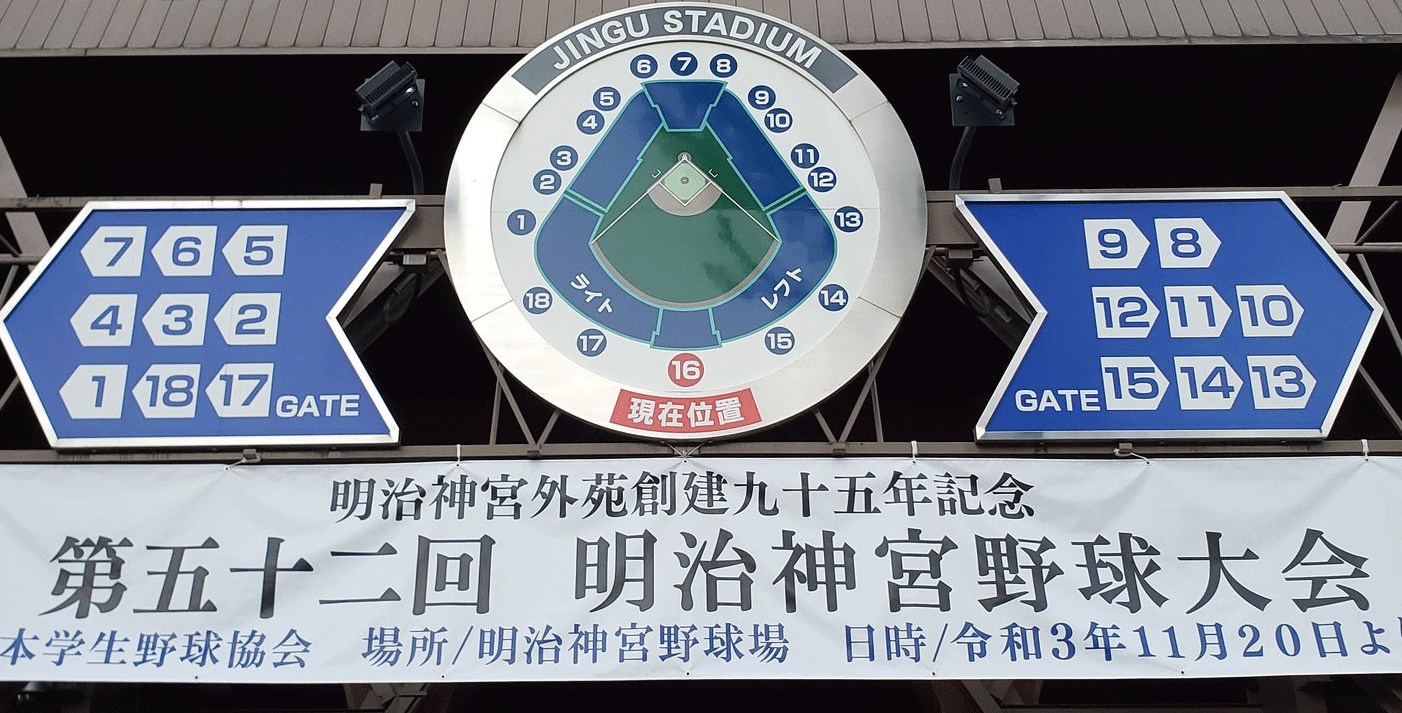 JINGU STADIUM
6 7 8
5 9
4 10
3 11
2 12
1 13
ライト レフト
18 14
17 15
16
現在位置
7 6 5
4 3 2
1 18 17 GATE
9 8
12 11 10
GATE 15 14 13
明治神宮外苑創建九十五年記念
第五十二回 明治神宮野球大会
本学生野球協会 場所/明治神宮野球場 日時/令和3年11月20日よ